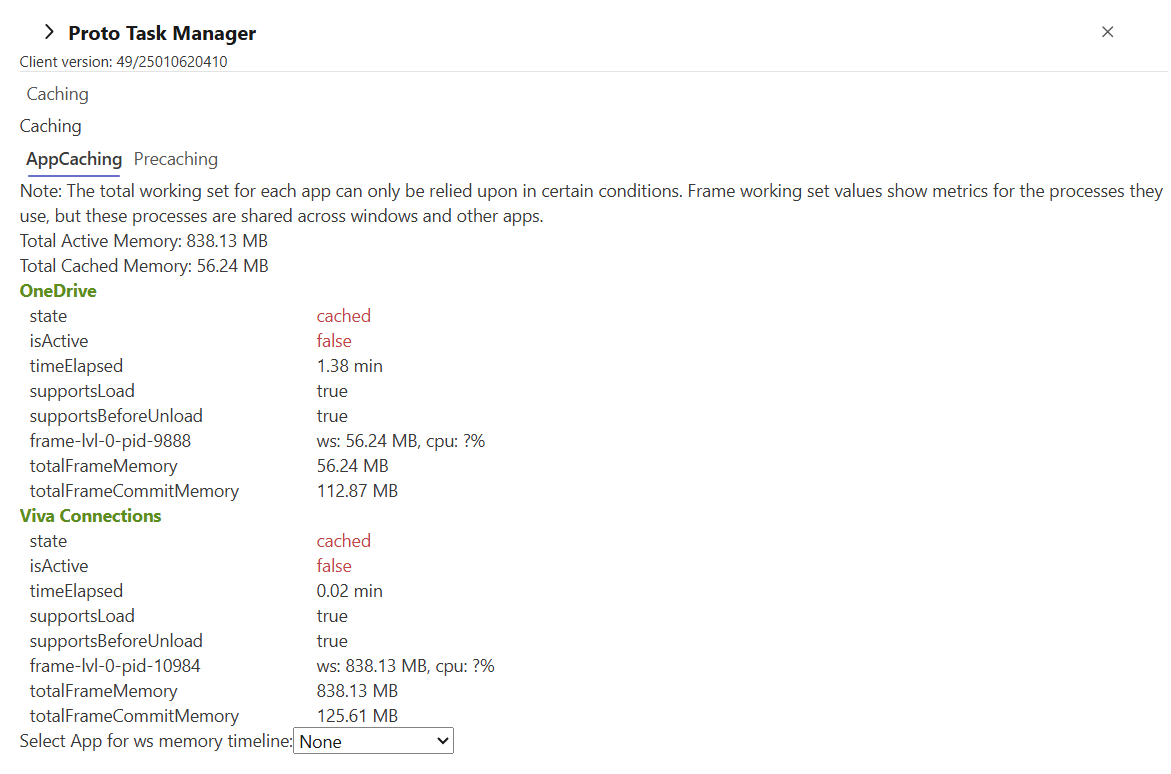 Proto Task Manager
Client version: 49/25010620410
Caching
Caching
AppCaching Precaching
Note: The total working set for each app can only be relied upon in certain conditions. Frame working set values show metrics for the processes they
use, but these processes are shared across windows and other apps.
Total Active Memory: 838.13 MB
Total Cached Memory: 56.24 MB
OneDrive
state cached
isActive false
timeElapsed 1.38 min
supportsLoad true
supportsBeforeUnload true
frame-lvl-0-pid-9888 ws: 56.24 MB, cpu: ?%
totalFrameMemory 56.24 MB
totalFrameCommitMemory 112.87 MB
Viva Connections
state cached
isActive false
timeElapsed 0.02 min
supportsLoad true
supportsBeforeUnload true
frame-lvl-0-pid-10984 ws: 838.13 MB, cpu: ?%
totalFrameMemory 838.13 MB
totalFrameCommitMemory 125.61 MB
Select App for ws memory timeline: None